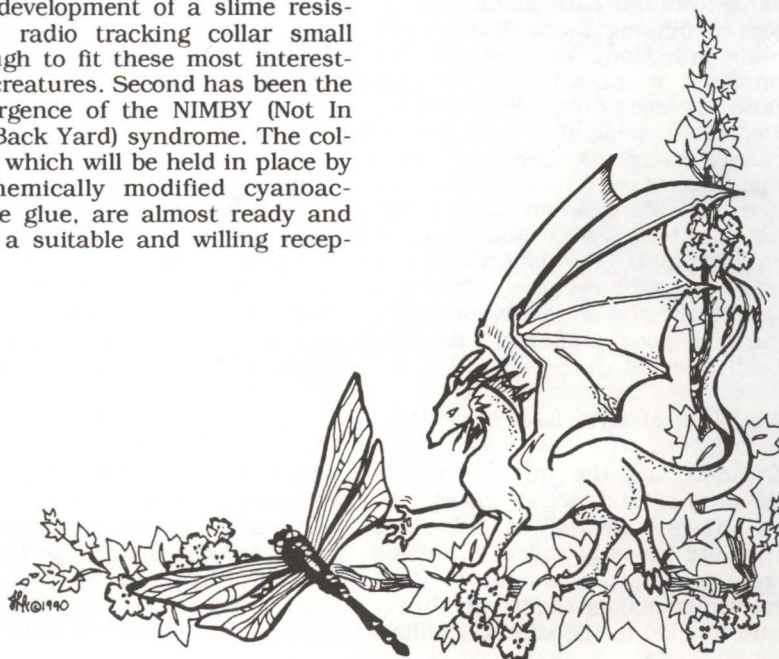 development of a slime resis-
radio tracking collar small
ugh to fit these most interest-
creatures. Second has been the
rgence of the NIMBY (Not In
Back Yard) syndrome. The col-
which will be held in place by
hemically modified cyanoac-
e glue, are almost ready and
a suitable and willing recep-
©1990